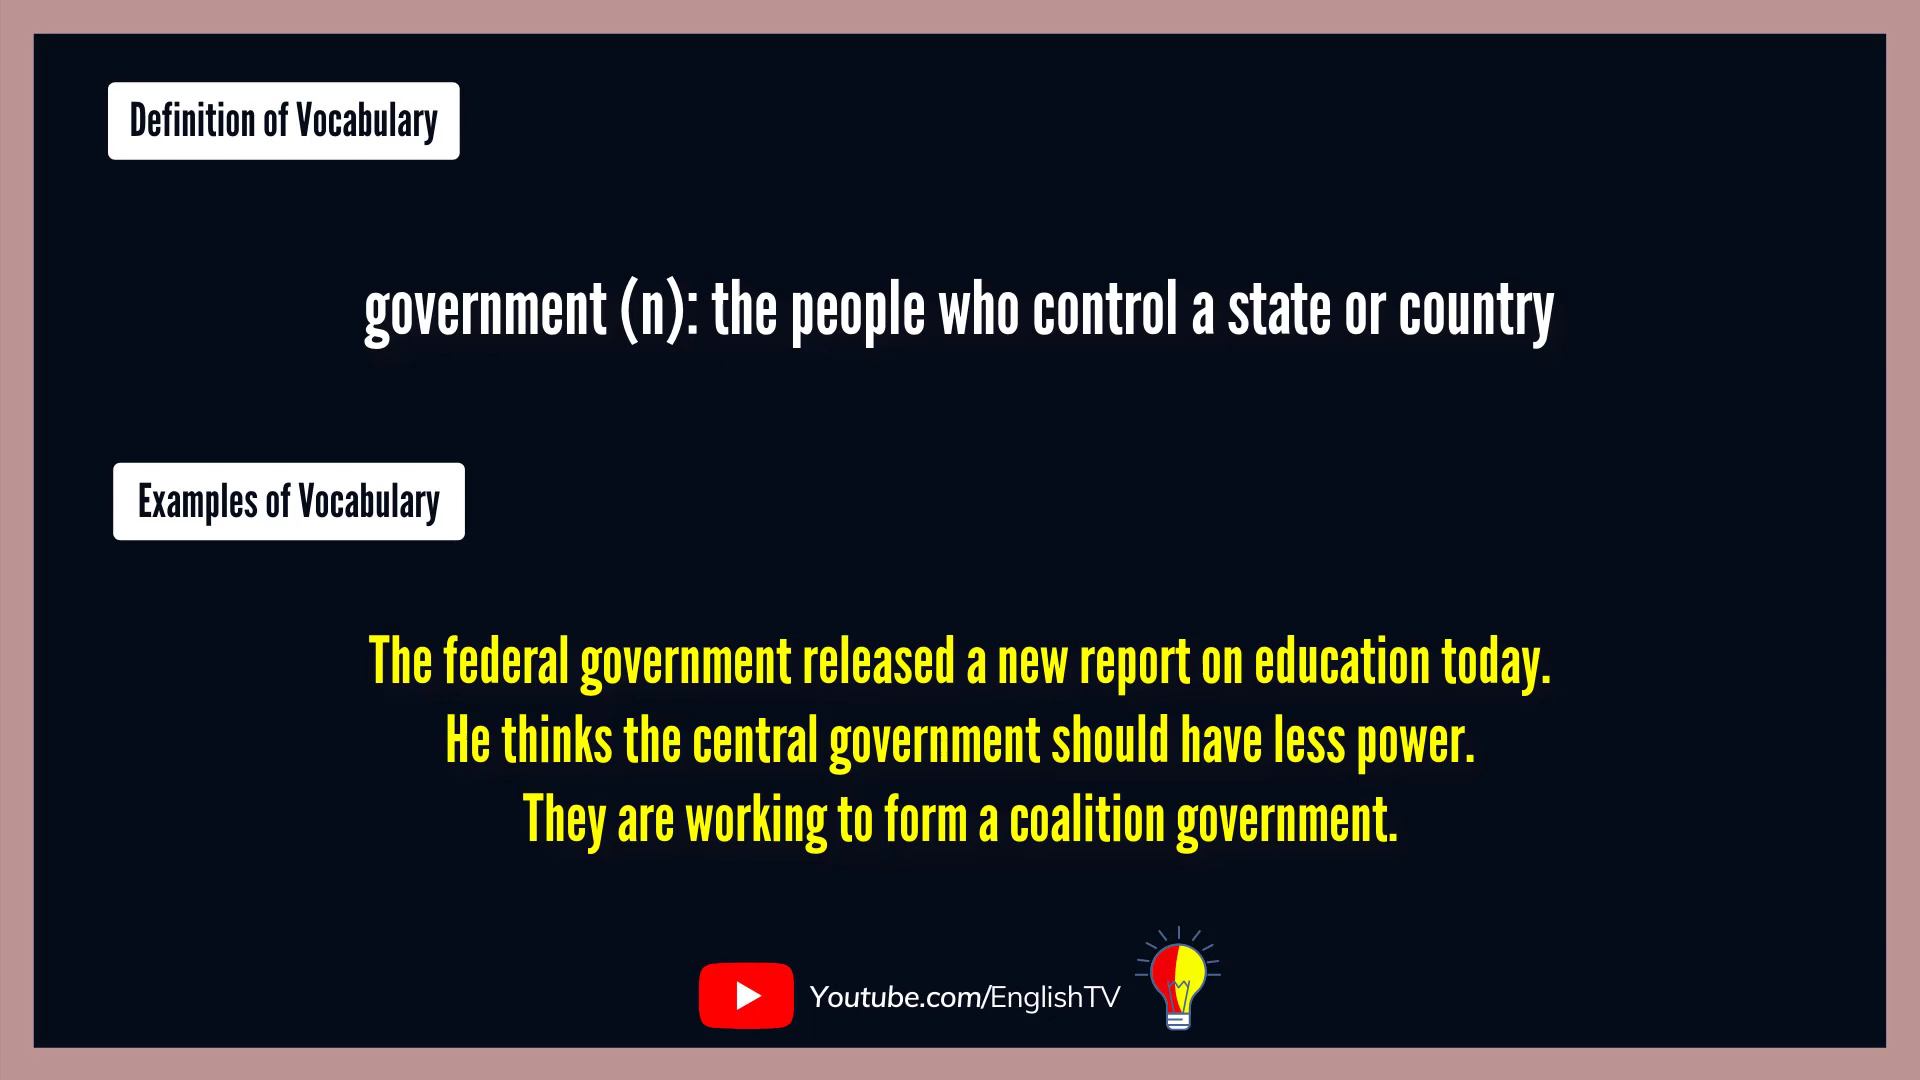 Definition of Vocabulary
government (n): the people who control a state or country
Examples of Vocabulary
The federal government released a new report on education today.
He thinks the central government should have less power.
They are working to form a coalition government.
Youtube.com/EnglishTV